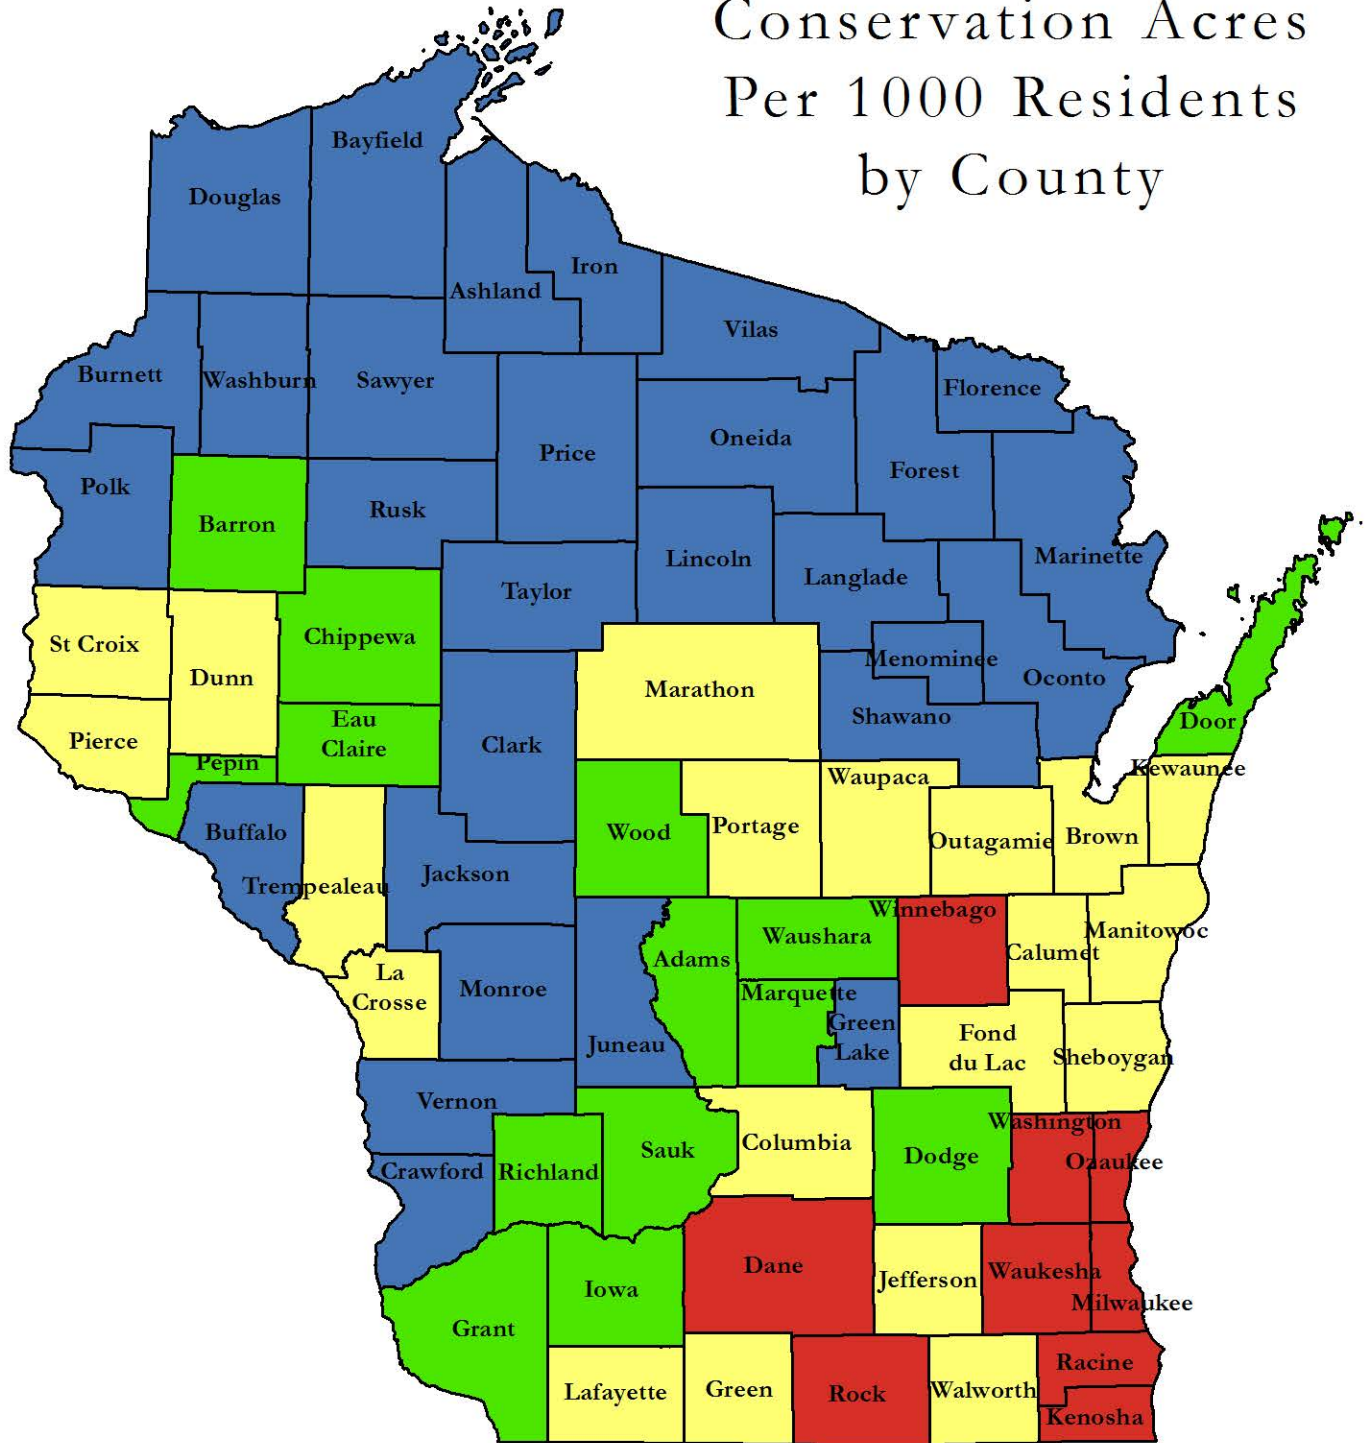 Conservation Acres
Per 1000 Residents
by County
Bayfield
Douglas
Iron
Ashland
Vilas
Burnett
Washburn
Sawyer
Florence
Oneida
Price
Forest
Polk
Rusk
Barron
Marinette
Lincoln
Langlade
Taylor
Chippewa
St Croix
Menominee
Dunn
Oconto
Marathon
Shawano
Eau
Claire
Door
Pierce
Clark
Pepin
Kewaunee
Waupaca
Buffalo
Wood
Portage
Outagamie
Brown
Jackson
Trempealeau
Winnebago
Manitowoc
Waushara
Calumet
Adams
La
Crosse
Monroe
Marquette
Green
Lake
Fond
du Lac
Juneau
Sheboygan
Vernon
Washington
Columbia
Sauk
Dodge
Ozaukee
Crawford
Richland
Dane
Jefferson
Waukesha
Iowa
Milwaukee
Grant
Racine
Lafayette
Green
Rock
Walworth
Kenosha